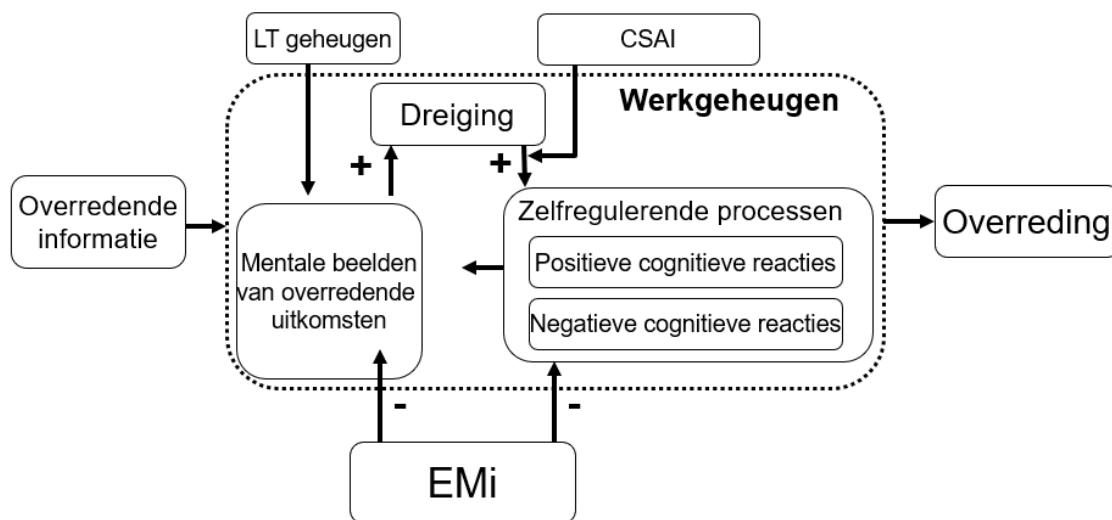 LT geheugen
CSAI
Werkgeheugen
Dreiging
+
+
Overredende
informatie
Zelfregulerende processen
Overreding
Mentale beelden
van overredende
uitkomsten
Positieve cognitieve reacties
Negatieve cognitieve reacties
-
-
EMi